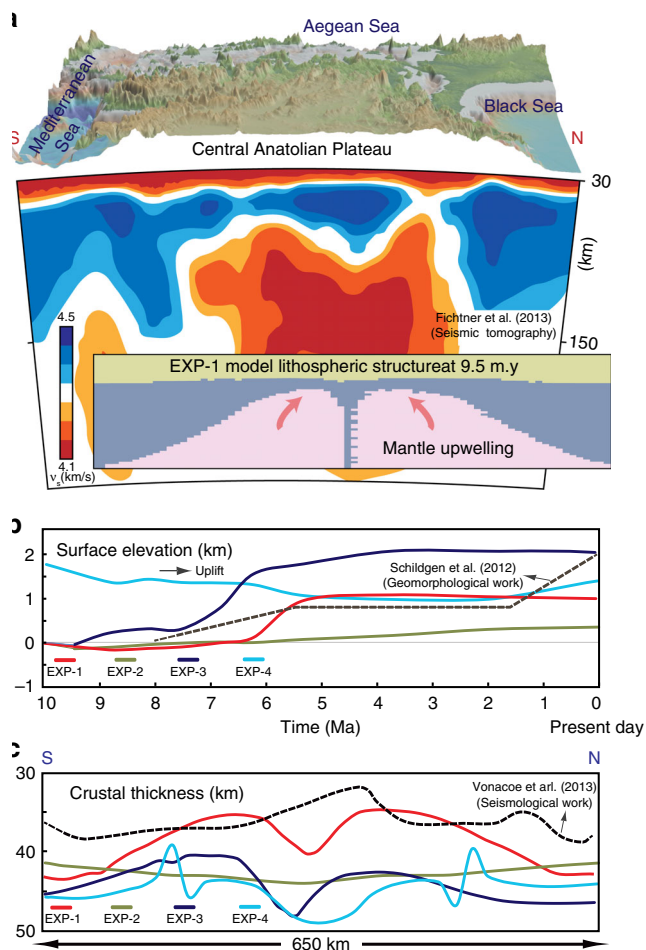 a
Aegean Sea
Mediterranean
Sea
Black Sea
S
N
Central Anatolian Plateau
30
(km)
Fichtner et al. (2013)
(Seismic tomography)
150
4.5
4.1
vs(km/s)
EXP-1 model lithospheric structureat 9.5 m.y
Mantle upwelling
b
2
1
0
−1
Surface elevation (km)
Uplift
Schildgen et al. (2012)
(Geomorphological work)
EXP-1
EXP-2
EXP-3
EXP-4
10 9 8 7 6 5 4 3 2 1 0
Time (Ma)
Present day
c
S
N
30
40
50
Crustal thickness (km)
Vonacoe et arl. (2013)
(Seismological work)
EXP-1
EXP-2
EXP-3
EXP-4
650 km